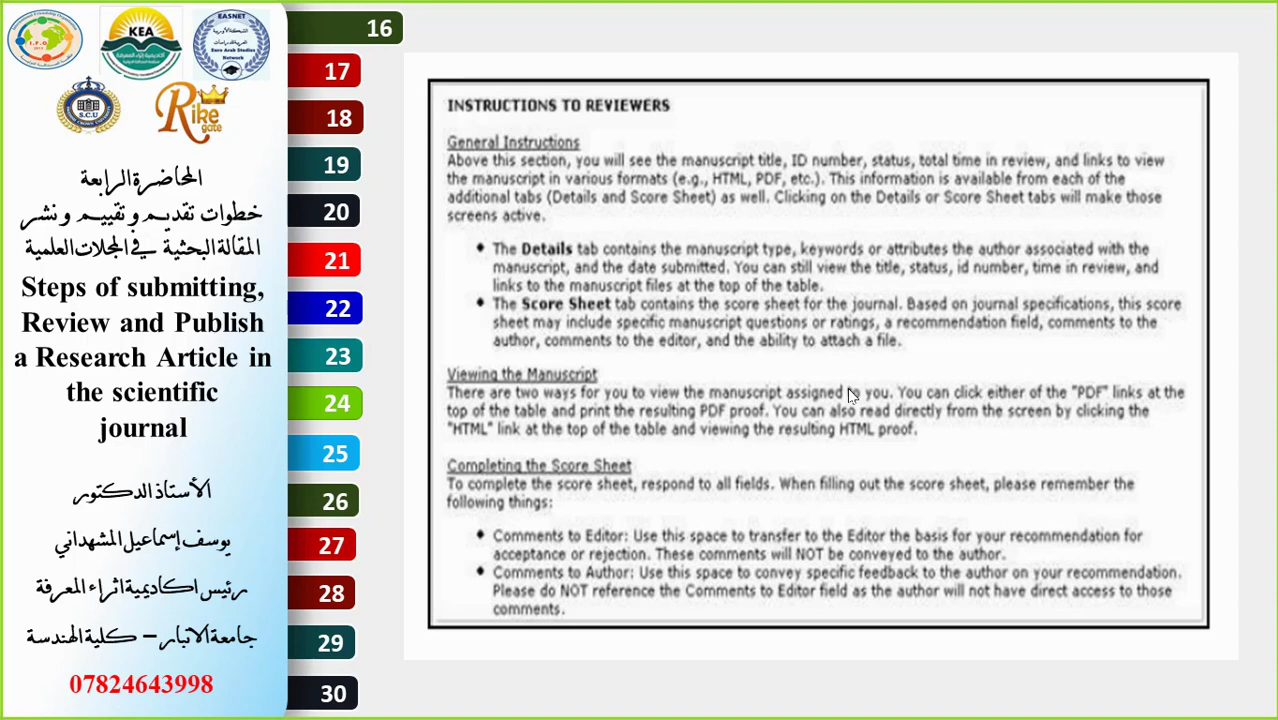 KEA
EASNET
Euro Arab Studies
Network
S.C.U
Rike
gate
المحاضرة الرابعة
خطوات تقديم و تقييم و نشر
المقالة البحثية في المجلات العلمية
Steps of submitting,
Review and Publish
a Research Article in
the scientific
journal
الأستاذ الدكتور
يوسف إسماعيل المشهداني
رئيس اكاديمية اثراء المعرفة
جامعة الانبار – كلية الهندسة
07824643998
16
17
18
19
20
21
22
23
24
25
26
27
28
29
30
INSTRUCTIONS TO REVIEWERS
General Instructions
Above this section, you will see the manuscript title, ID number, status, total time in review, and links to view
the manuscript in various formats (e.g., HTML, PDF, etc.). This information is available from each of the
additional tabs (Details and Score Sheet) as well. Clicking on the Details or Score Sheet tabs will make those
screens active.
• The Details tab contains the manuscript type, keywords or attributes the author associated with the
manuscript, and the date submitted. You can still view the title, status, id number, time in review, and
links to the manuscript files at the top of the table.
• The Score Sheet tab contains the score sheet for the journal. Based on journal specifications, this score
sheet may include specific manuscript questions or ratings, a recommendation field, comments to the
author, comments to the editor, and the ability to attach a file.
Viewing the Manuscript
There are two ways for you to view the manuscript assigned to you. You can click either of the "PDF" links at the
top of the table and print the resulting PDF proof. You can also read directly from the screen by clicking the
"HTML" link at the top of the table and viewing the resulting HTML proof.
Completing the Score Sheet
To complete the score sheet, respond to all fields. When filling out the score sheet, please remember the
following things:
• Comments to Editor: Use this space to transfer to the Editor the basis for your recommendation for
acceptance or rejection. These comments will NOT be conveyed to the author.
• Comments to Author: Use this space to convey specific feedback to the author on your recommendation.
Please do NOT reference the Comments to Editor field as the author will not have direct access to those
comments.